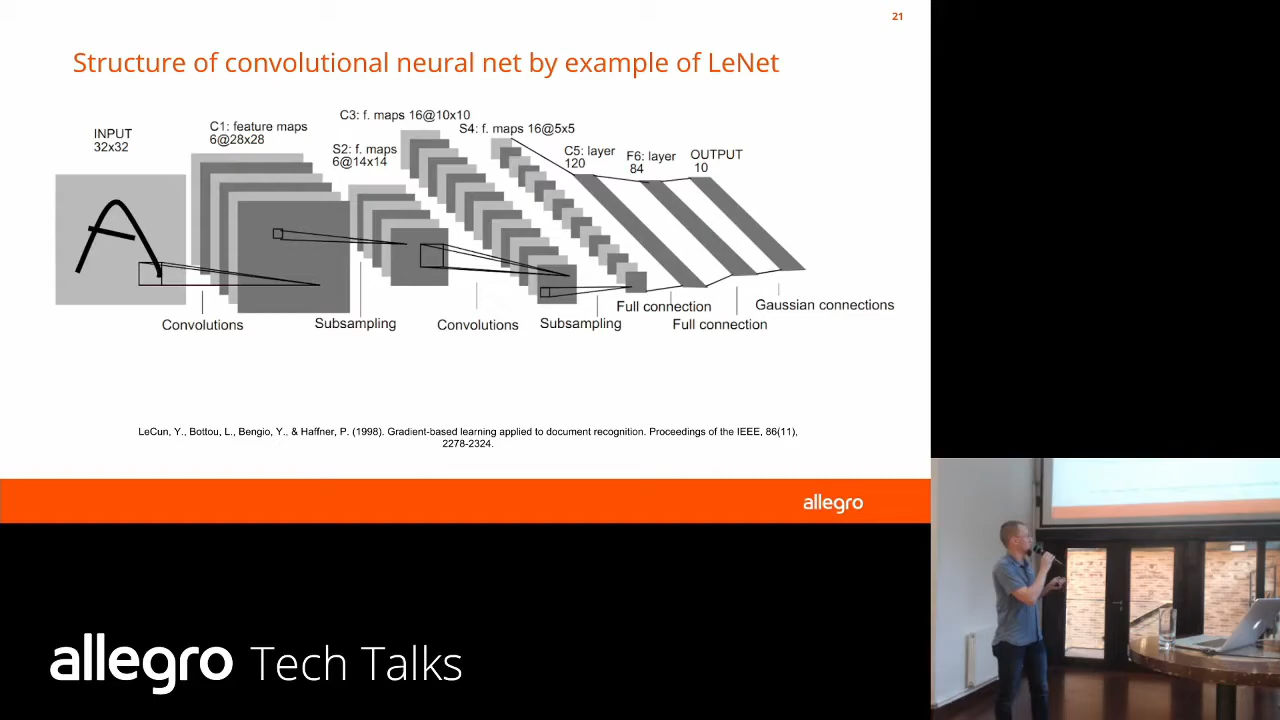 21
Structure of convolutional neural net by example of LeNet
INPUT
32x32
C1: feature maps
6@28x28
S2: f. maps
6@14x14
C3: f. maps 16@10x10
S4: f. maps 16@5x5
C5: layer
120
F6: layer
84
OUTPUT
10
A
Convolutions
Subsampling
Convolutions
Subsampling
Full connection
Full connection
Gaussian connections
LeCun, Y., Bottou, L., Bengio, Y., & Haffner, P. (1998). Gradient-based learning applied to document recognition. Proceedings of the IEEE, 86(11),
2278-2324.
allegro
allegro Tech Talks